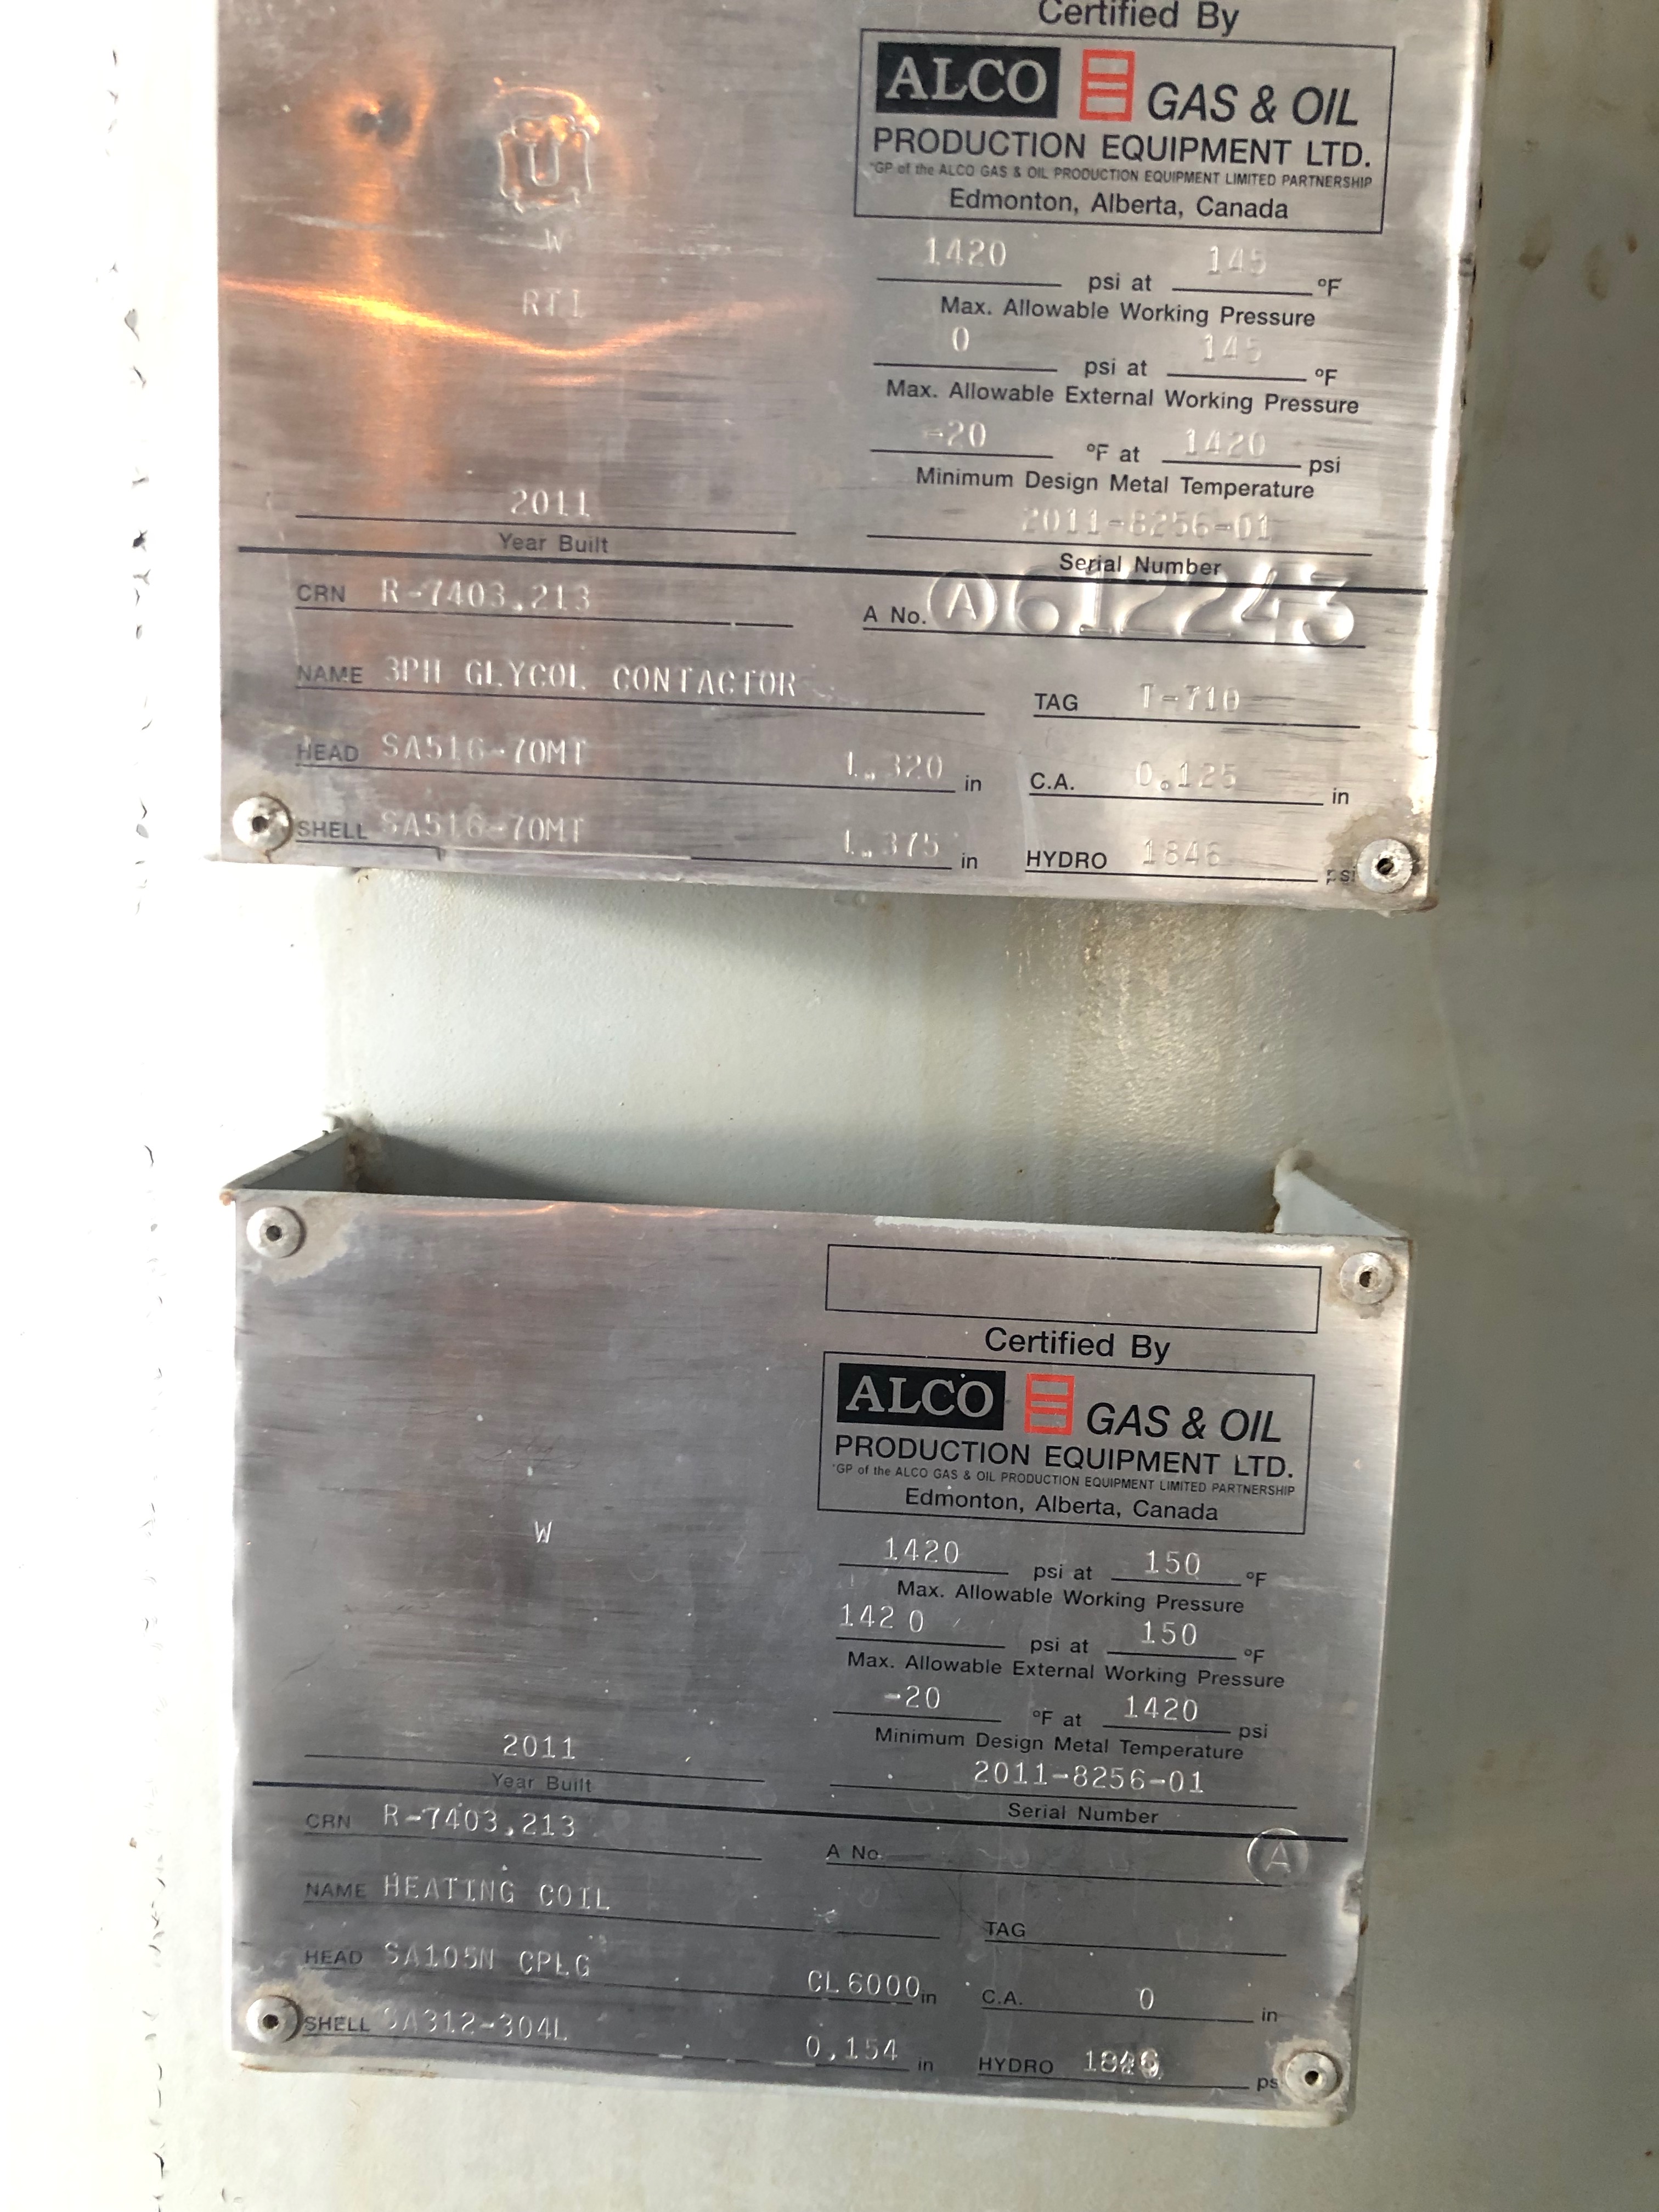 Certified By
ALCO GAS & OIL
PRODUCTION EQUIPMENT LTD.
*GP of the ALCO GAS & OIL PRODUCTION EQUIPMENT LIMITED PARTNERSHIP
Edmonton, Alberta, Canada
U
W
RT1
1420 psi at 145 °F
Max. Allowable Working Pressure
0 psi at 145 °F
Max. Allowable External Working Pressure
-20 °F at 1420 psi
Minimum Design Metal Temperature
2011 2011-8256-01
Year Built Serial Number
CRN R-7403.213 A No. A 612243
NAME 3PH GLYCOL CONTACTOR TAG T-710
HEAD SA516-70MT 1.320 in C.A. 0.125 in
SHELL SA516-70MT 1.375 in HYDRO 1846 psi
Certified By
ALCO GAS & OIL
PRODUCTION EQUIPMENT LTD.
*GP of the ALCO GAS & OIL PRODUCTION EQUIPMENT LIMITED PARTNERSHIP
Edmonton, Alberta, Canada
W
1420 psi at 150 °F
Max. Allowable Working Pressure
1420 psi at 150 °F
Max. Allowable External Working Pressure
-20 °F at 1420 psi
Minimum Design Metal Temperature
2011 2011-8256-01
Year Built Serial Number
CRN R-7403.213 A No. A
NAME HEATING COIL TAG
HEAD SA105N CPLG CL6000 in C.A. 0 in
SHELL SA312-304L 0.154 in HYDRO 1846 ps